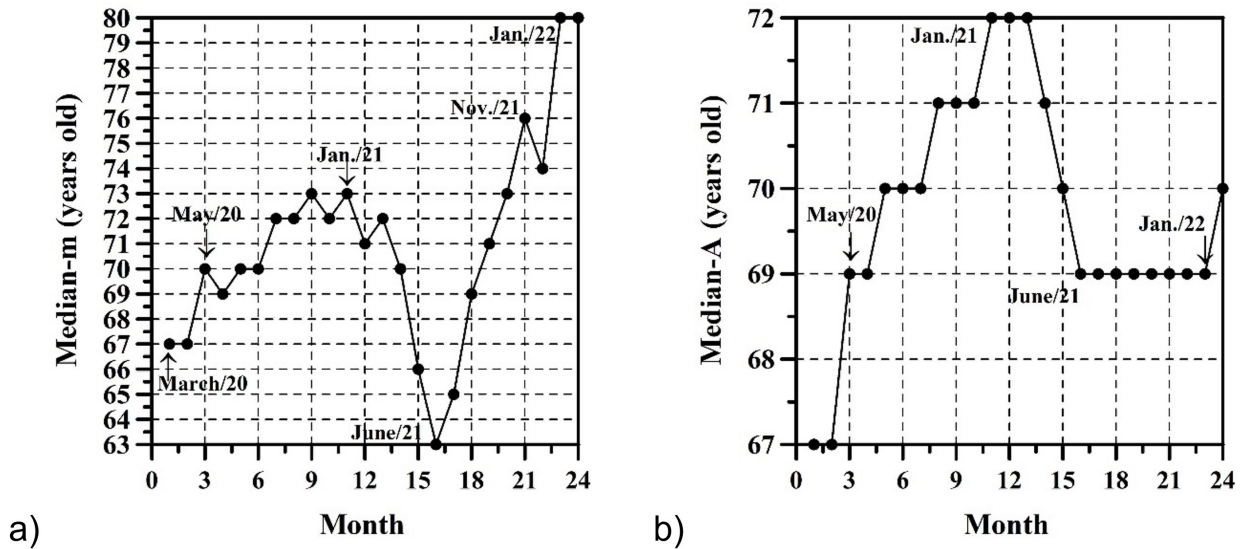 80
79
78
77
76
75
74
73
72
71
70
69
68
67
66
65
64
63
Median-m (years old)
Jan./22
Nov./21
Jan./21
May/20
March/20
June/21
0 3 6 9 12 15 18 21 24
Month
a)
72
71
70
69
68
67
Median-A (years old)
Jan./21
May/20
Jan./22
June/21
0 3 6 9 12 15 18 21 24
Month
b)